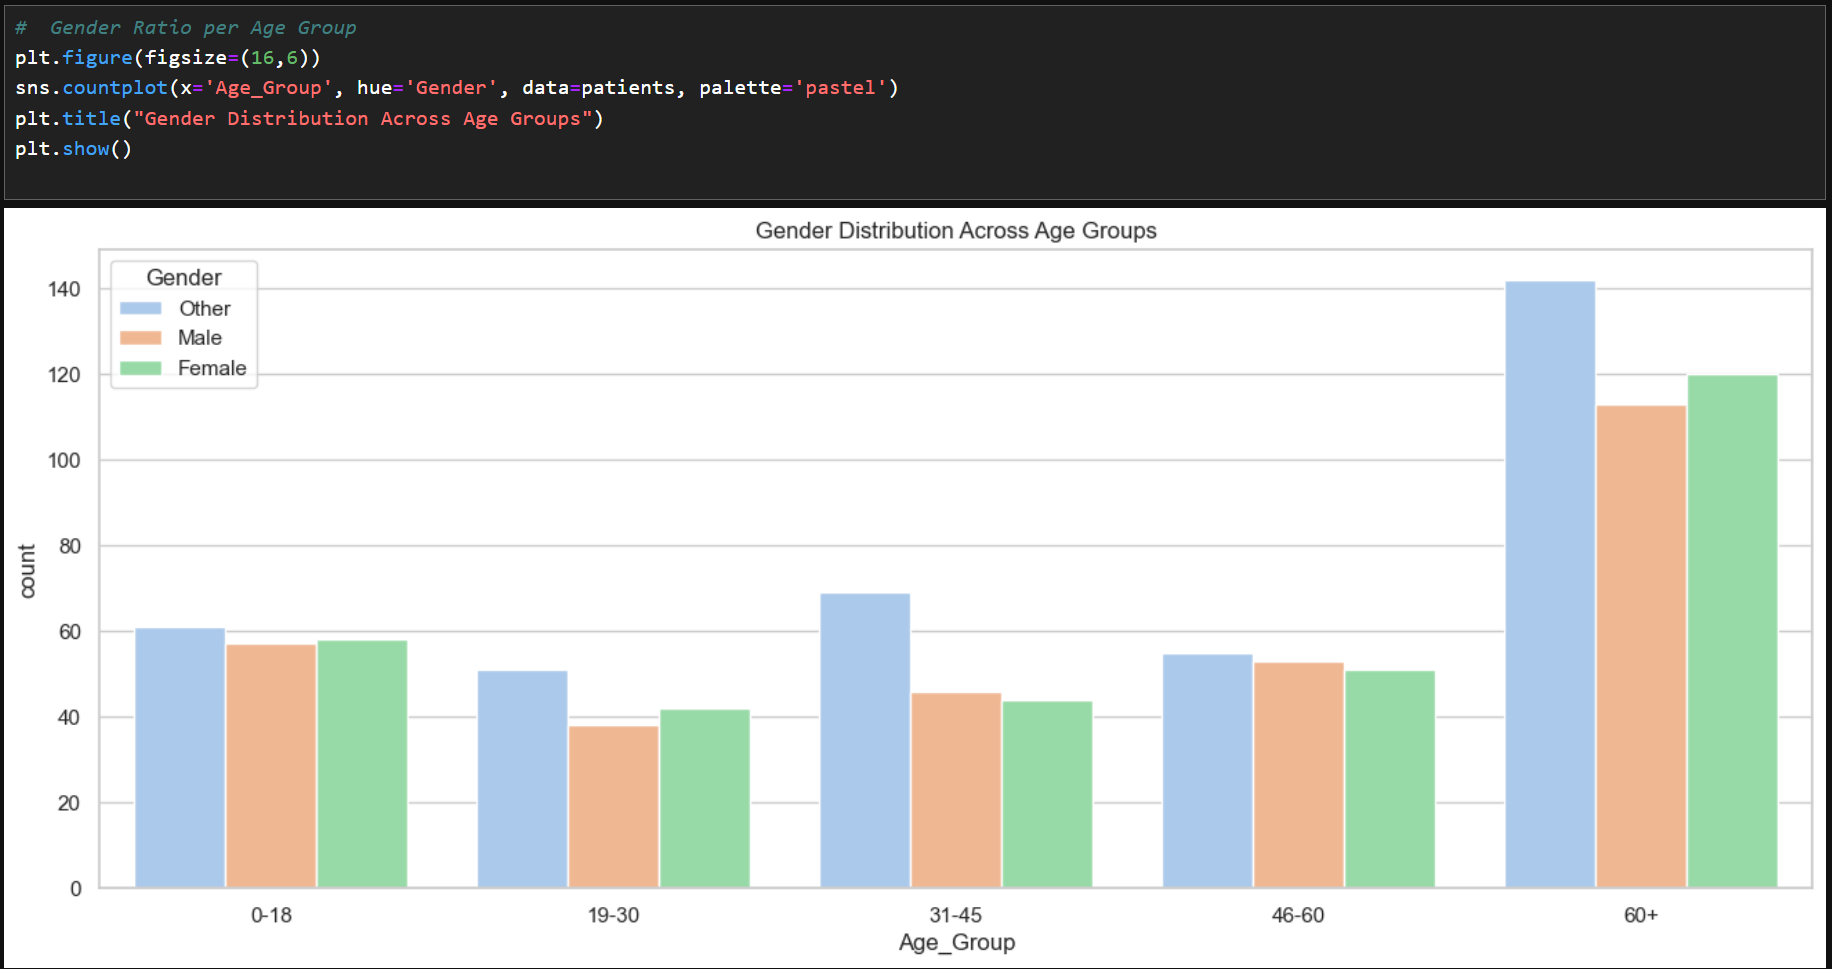 #  Gender Ratio per Age Group
plt.figure(figsize=(16,6))
sns.countplot(x='Age_Group', hue='Gender', data=patients, palette='pastel')
plt.title("Gender Distribution Across Age Groups")
plt.show()
Gender Distribution Across Age Groups
Gender
Other
Male
Female
140
120
100
80
60
40
20
0
count
0-18 19-30 31-45 46-60 60+
Age_Group